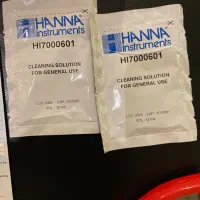 HANNA
instruments
HI7000601
CLEANING SOLUTION
FOR GENERAL USE
HANNA
instruments
HI7000601
CLEANING SOLUTION
FOR GENERAL USE